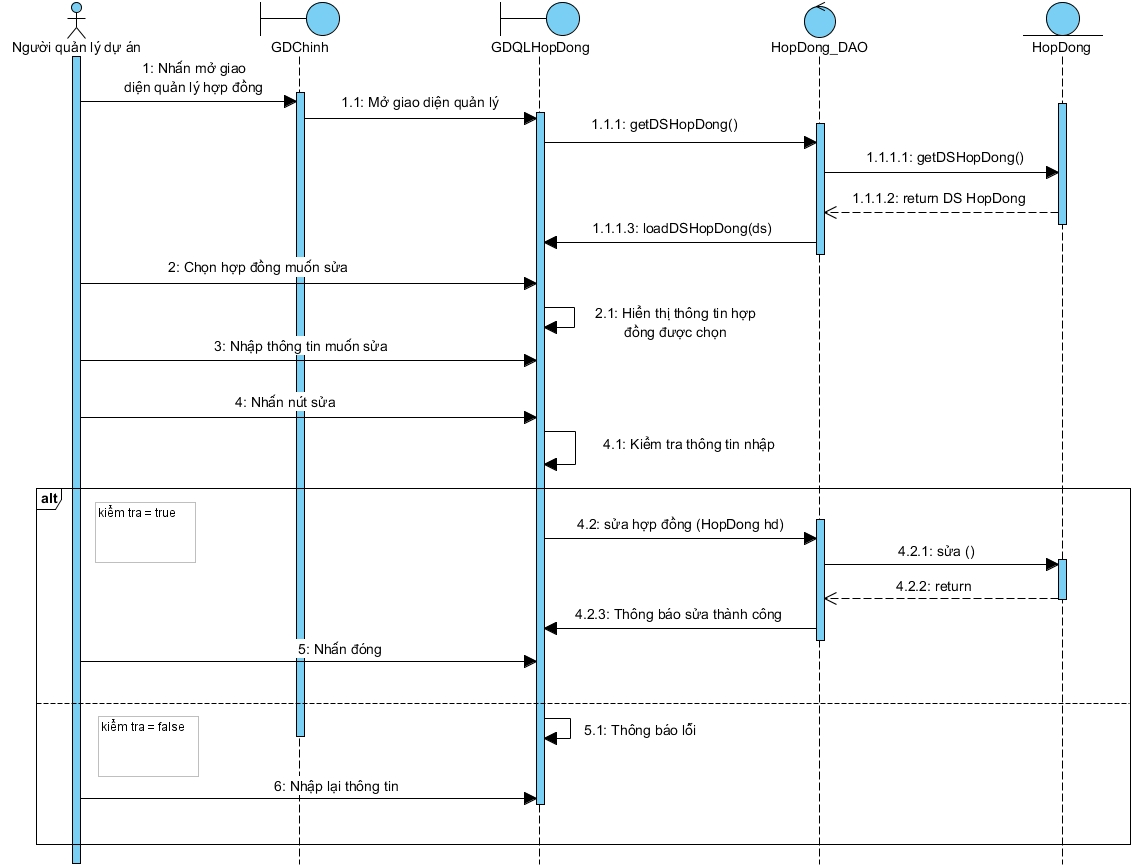 Người quản lý dự án
GDChinh
GDQLHopDong
HopDong_DAO
HopDong
1: Nhấn mở giao
diện quản lý hợp đồng
1.1: Mở giao diện quản lý
1.1.1: getDSHopDong()
1.1.1.1: getDSHopDong()
1.1.1.2: return DS HopDong
1.1.1.3: loadDSHopDong(ds)
2: Chọn hợp đồng muốn sửa
2.1: Hiển thị thông tin hợp
đồng được chọn
3: Nhập thông tin muốn sửa
4: Nhấn nút sửa
4.1: Kiểm tra thông tin nhập
alt
kiểm tra = true
4.2: sửa hợp đồng (HopDong hd)
4.2.1: sửa ()
4.2.2: return
4.2.3: Thông báo sửa thành công
5: Nhấn đóng
kiểm tra = false
5.1: Thông báo lỗi
6: Nhập lại thông tin